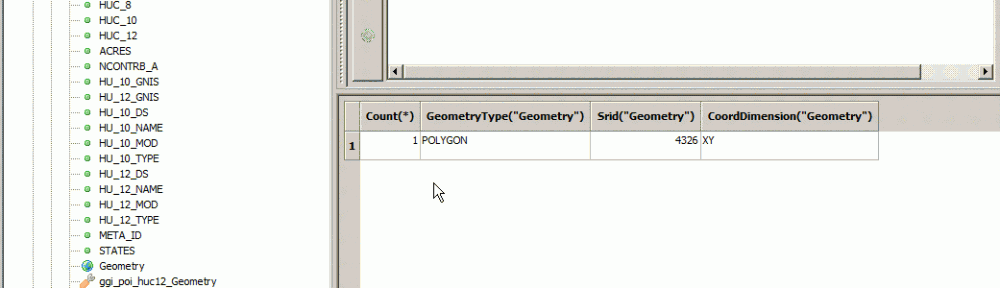 HUC_8
HUC_10
HUC_12
ACRES
NCONTRB_A
HU_10_GNIS
HU_12_GNIS
HU_10_DS
HU_10_NAME
HU_10_MOD
HU_10_TYPE
HU_12_DS
HU_12_NAME
HU_12_MOD
HU_12_TYPE
META_ID
STATES
Geometry
ggi_poi_huc12_Geometry
Count(*) GeometryType("Geometry") Srid("Geometry") CoordDimension("Geometry")
1 1 POLYGON 4326 XY